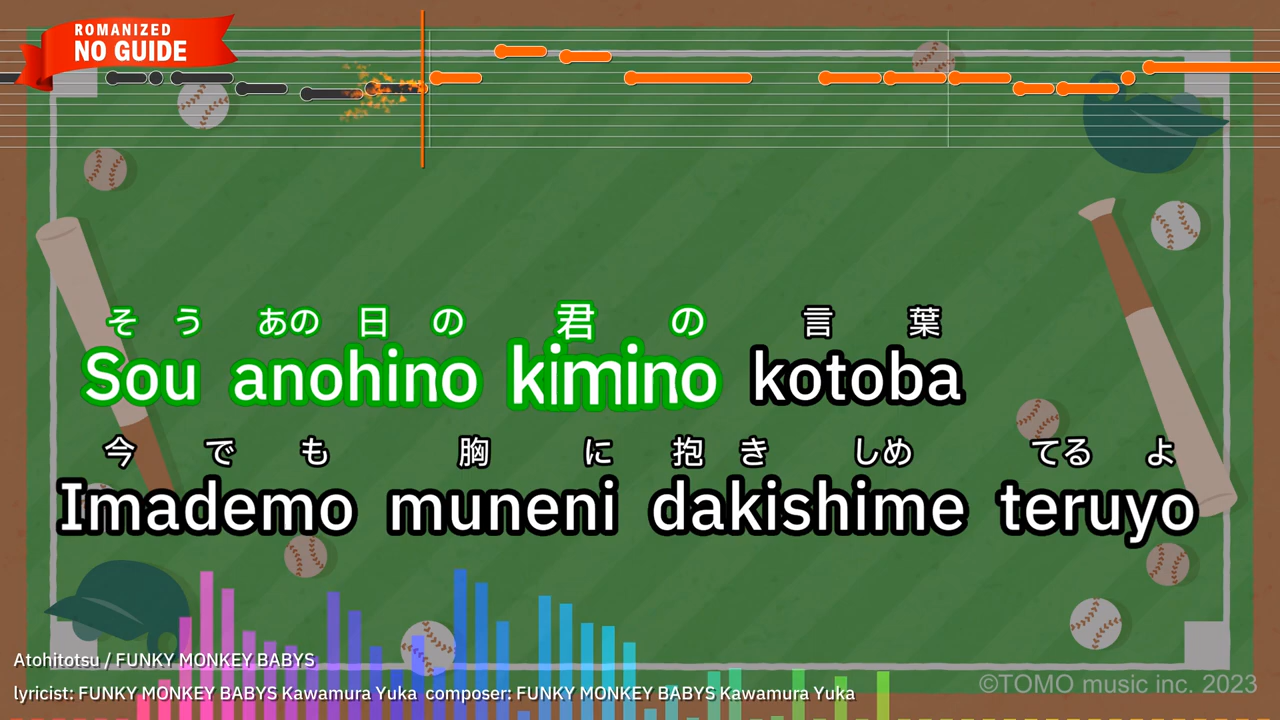 ROMANIZED
NO GUIDE
そう あの日の 君の 言葉
Sou anohino kimino kotoba
今でも 胸に 抱きしめ てるよ
Imademo muneni dakishime teruyo
Atohitotsu / FUNKY MONKEY BABYS
lyricist: FUNKY MONKEY BABYS Kawamura Yuka composer: FUNKY MONKEY BABYS Kawamura Yuka
©TOMO music inc. 2023